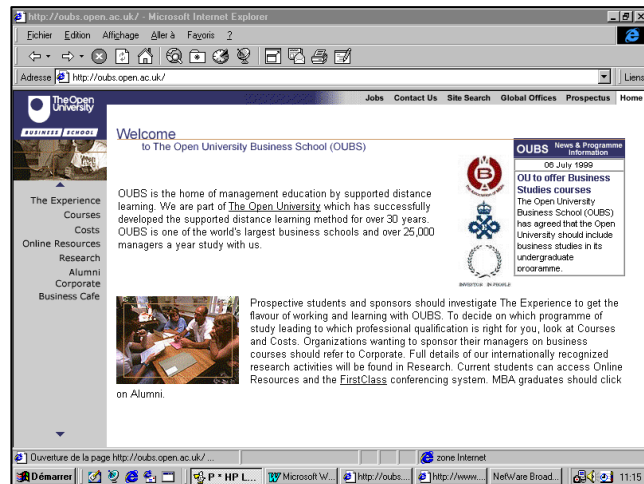 http://oubs.open.ac.uk/ - Microsoft Internet Explorer
Fichier Edition Affichage Aller à Favoris ?
Adresse http://oubs.open.ac.uk/ Liens
The Open University
BUSINESS SCHOOL
Jobs Contact Us Site Search Global Offices Prospectus Home
Welcome
to The Open University Business School (OUBS)
The Experience
Courses
Costs
Online Resources
Research
Alumni
Corporate
Business Cafe
OUBS is the home of management education by supported distance
learning. We are part of The Open University which has successfully
developed the supported distance learning method for over 30 years.
OUBS is one of the world's largest business schools and over 25,000
managers a year study with us.
INVESTOR IN PEOPLE
OUBS News & Programme
Information
06 July 1999
OU to offer Business
Studies courses
The Open University
Business School (OUBS)
has agreed that the Open
University should include
business studies in its
undergraduate
programme.
Prospective students and sponsors should investigate The Experience to get the
flavour of working and learning with OUBS. To decide on which programme of
study leading to which professional qualification is right for you, look at Courses
and Costs. Organizations wanting to sponsor their managers on business
courses should refer to Corporate. Full details of our internationally recognized
research activities will be found in Research. Current students can access Online
Resources and the FirstClass conferencing system. MBA graduates should click
on Alumni.
Ouverture de la page http://oubs.open.ac.uk/ ... zone Internet
Démarrer P * HP L... Microsoft W... http://oubs.... http://www.... NetWare Broad... 11:15